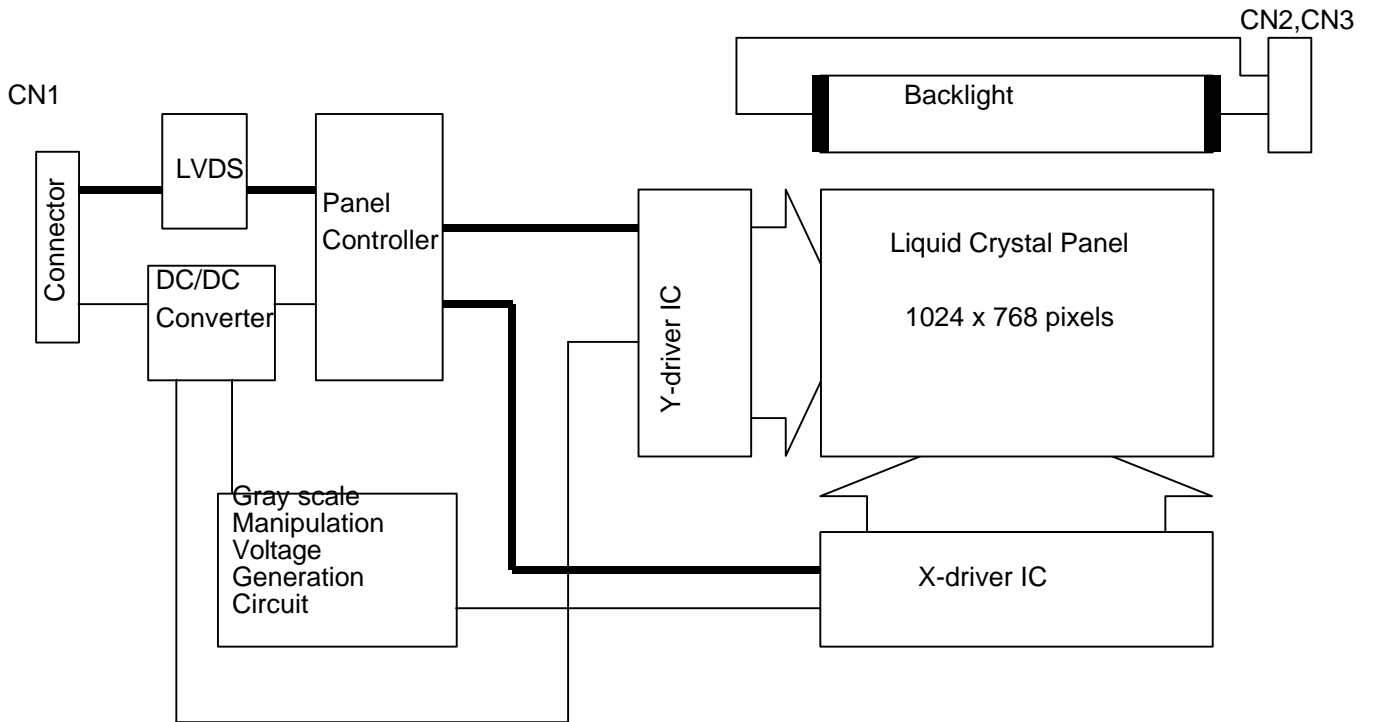 CN2,CN3
CN1
Backlight
LVDS
Connector
Panel
Controller
DC/DC
Converter
Y-driver IC
Liquid Crystal Panel
1024 x 768 pixels
Gray scale
Manipulation
Voltage
Generation
Circuit
X-driver IC